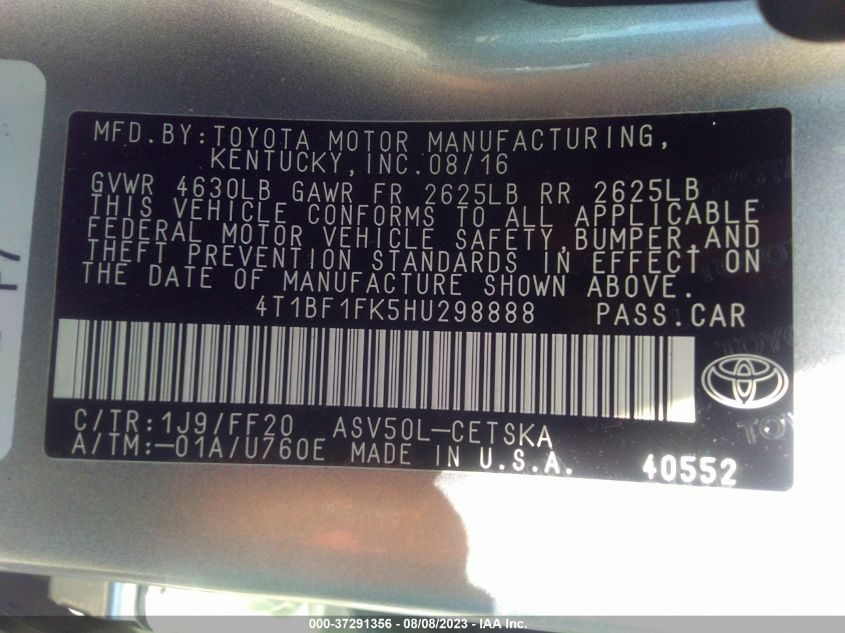 MFD.BY:TOYOTA MOTOR MANUFACTURING,
KENTUCKY,INC.08/16
GVWR 4630LB GAWR FR 2625LB RR 2625LB
THIS VEHICLE CONFORMS TO ALL APPLICABLE
FEDERAL MOTOR VEHICLE SAFETY,BUMPER,AND
THEFT PREVENTION STANDARDS IN EFFECT ON
THE DATE OF MANUFACTURE SHOWN ABOVE.
4T1BF1FK5HU298888 PASS.CAR
C/TR:1J9/FF20 ASV50L-CETSKA
A/TM:-01A/U760E MADE IN U.S.A. 40552
000-37291356 - 08/08/2023 - IAAI.com